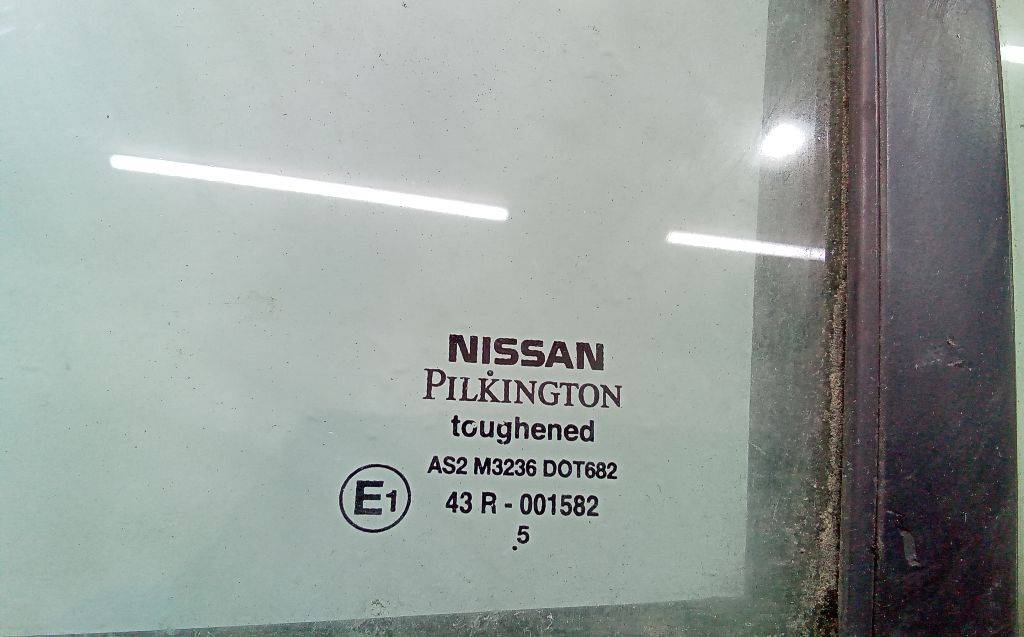 NISSAN
PILKINGTON
toughened
AS2 M3236 DOT682
E1 43 R - 001582
.5